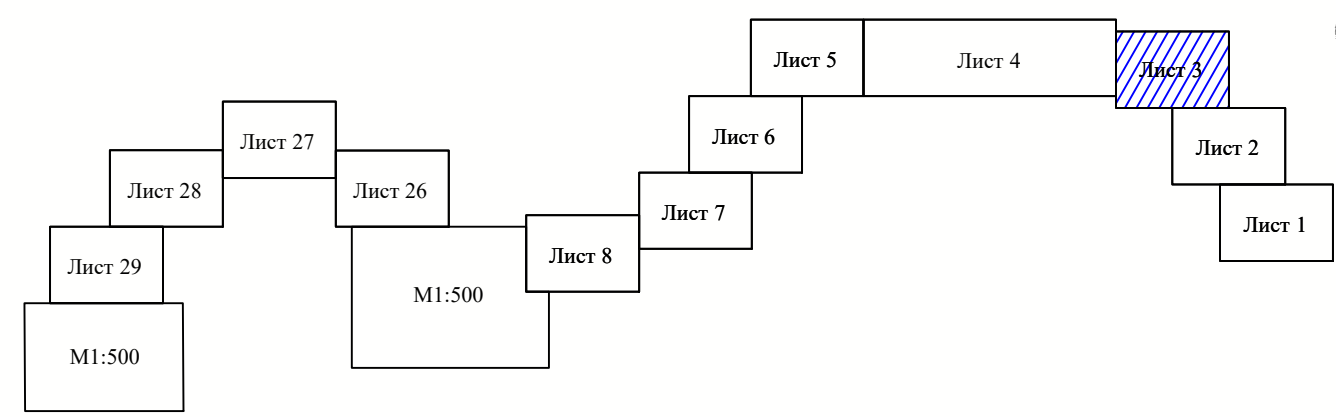 Лист 5
Лист 4
Лист 3
Лист 6
Лист 2
Лист 27
Лист 28
Лист 26
Лист 7
Лист 1
Лист 29
Лист 8
М1:500
М1:500